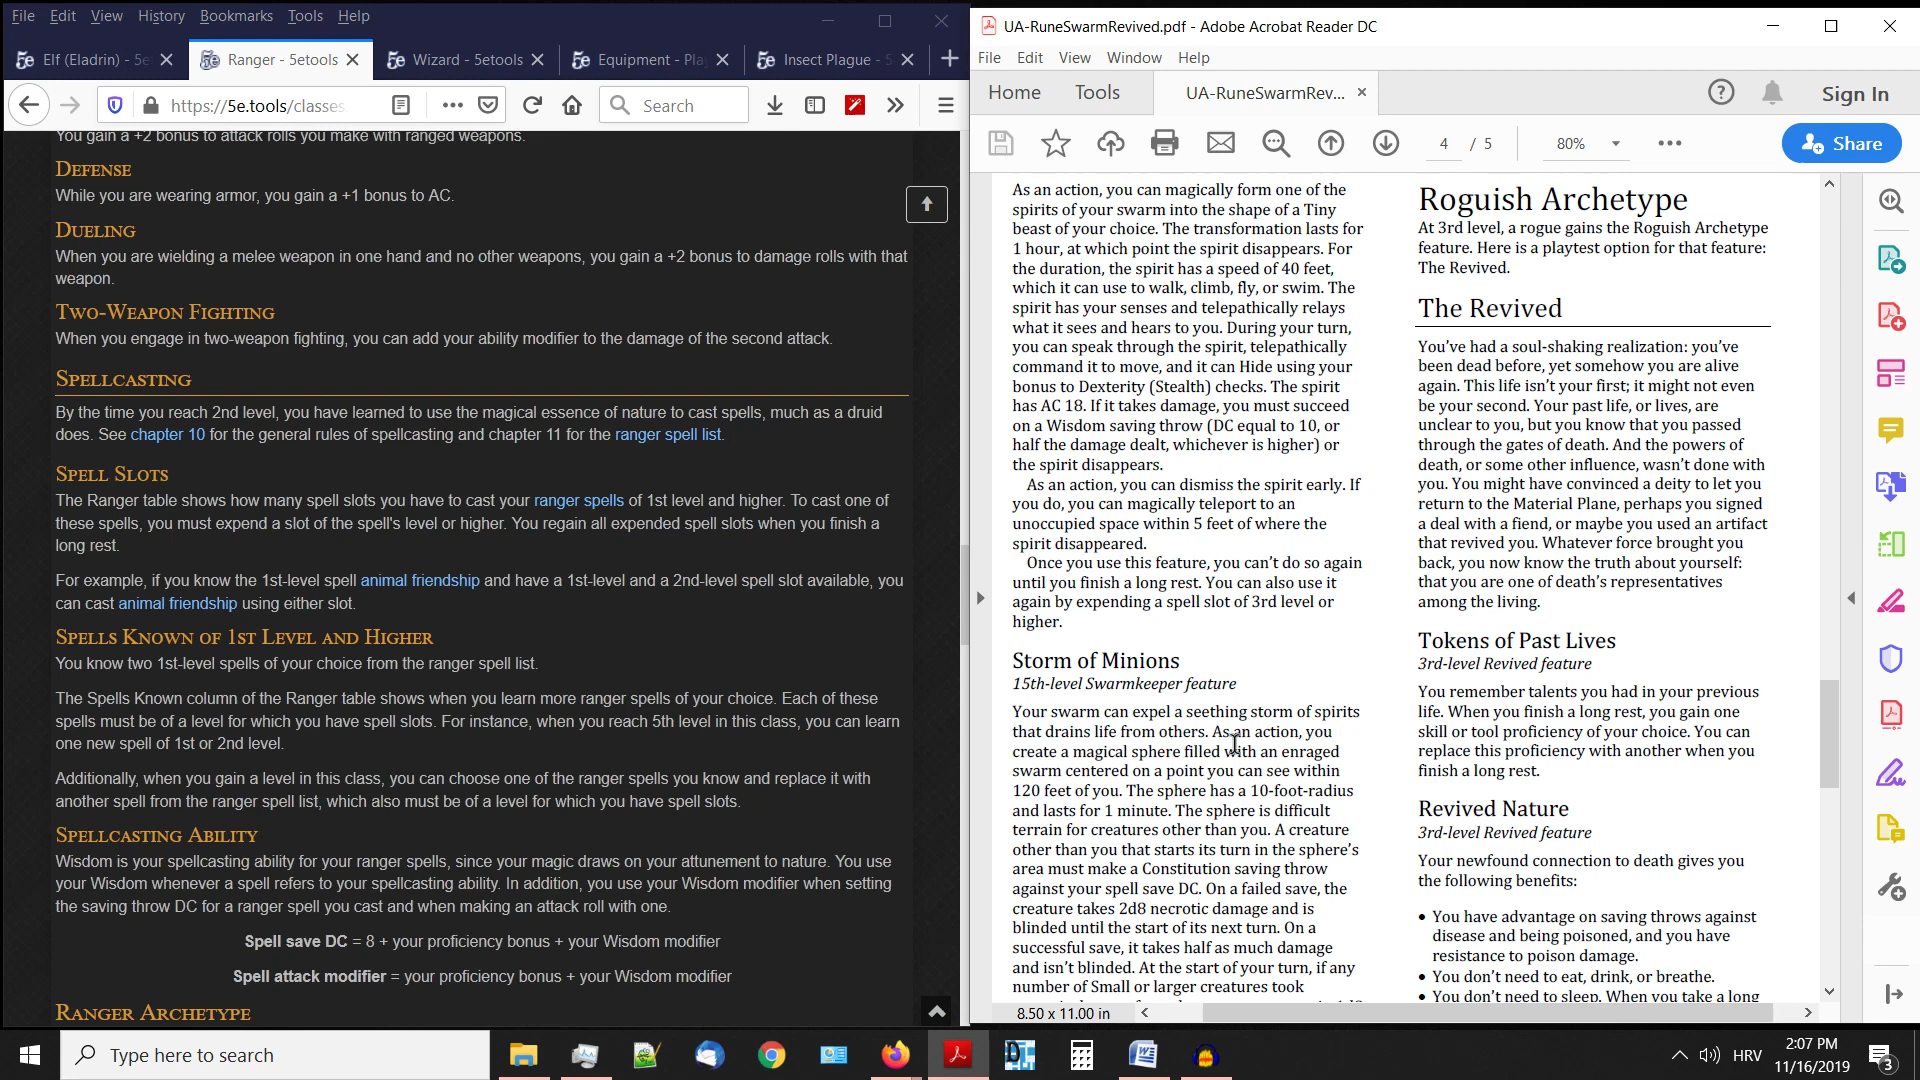 File Edit View History Bookmarks Tools Help
Elf (Eladrin) - 5e
Ranger - 5etools
Wizard - 5etools
Equipment - Pla
Insect Plague - 5
https://5e.tools/classes
Search
You gain a +2 bonus to attack rolls you make with ranged weapons.
DEFENSE
While you are wearing armor, you gain a +1 bonus to AC.
DUELING
When you are wielding a melee weapon in one hand and no other weapons, you gain a +2 bonus to damage rolls with that
weapon.
TWO-WEAPON FIGHTING
When you engage in two-weapon fighting, you can add your ability modifier to the damage of the second attack.
SPELLCASTING
By the time you reach 2nd level, you have learned to use the magical essence of nature to cast spells, much as a druid
does. See chapter 10 for the general rules of spellcasting and chapter 11 for the ranger spell list.
SPELL SLOTS
The Ranger table shows how many spell slots you have to cast your ranger spells of 1st level and higher. To cast one of
these spells, you must expend a slot of the spell's level or higher. You regain all expended spell slots when you finish a
long rest.
For example, if you know the 1st-level spell animal friendship and have a 1st-level and a 2nd-level spell slot available, you
can cast animal friendship using either slot.
SPELLS KNOWN OF 1ST LEVEL AND HIGHER
You know two 1st-level spells of your choice from the ranger spell list.
The Spells Known column of the Ranger table shows when you learn more ranger spells of your choice. Each of these
spells must be of a level for which you have spell slots. For instance, when you reach 5th level in this class, you can learn
one new spell of 1st or 2nd level.
Additionally, when you gain a level in this class, you can choose one of the ranger spells you know and replace it with
another spell from the ranger spell list, which also must be of a level for which you have spell slots.
SPELLCASTING ABILITY
Wisdom is your spellcasting ability for your ranger spells, since your magic draws on your attunement to nature. You use
your Wisdom whenever a spell refers to your spellcasting ability. In addition, you use your Wisdom modifier when setting
the saving throw DC for a ranger spell you cast and when making an attack roll with one.
Spell save DC = 8 + your proficiency bonus + your Wisdom modifier
Spell attack modifier = your proficiency bonus + your Wisdom modifier
RANGER ARCHETYPE
UA-RuneSwarmRevived.pdf - Adobe Acrobat Reader DC
File Edit View Window Help
Home Tools UA-RuneSwarmRev... Sign In
4 / 5 80% Share
As an action, you can magically form one of the
spirits of your swarm into the shape of a Tiny
beast of your choice. The transformation lasts for
1 hour, at which point the spirit disappears. For
the duration, the spirit has a speed of 40 feet,
which it can use to walk, climb, fly, or swim. The
spirit has your senses and telepathically relays
what it sees and hears to you. During your turn,
you can speak through the spirit, telepathically
command it to move, and it can Hide using your
bonus to Dexterity (Stealth) checks. The spirit
has AC 18. If it takes damage, you must succeed
on a Wisdom saving throw (DC equal to 10, or
half the damage dealt, whichever is higher) or
the spirit disappears.
As an action, you can dismiss the spirit early. If
you do, you can magically teleport to an
unoccupied space within 5 feet of where the
spirit disappeared.
Once you use this feature, you can't do so again
until you finish a long rest. You can also use it
again by expending a spell slot of 3rd level or
higher.
Storm of Minions
15th-level Swarmkeeper feature
Your swarm can expel a seething storm of spirits
that drains life from others. As an action, you
create a magical sphere filled with an enraged
swarm centered on a point you can see within
120 feet of you. The sphere has a 10-foot-radius
and lasts for 1 minute. The sphere is difficult
terrain for creatures other than you. A creature
other than you that starts its turn in the sphere's
area must make a Constitution saving throw
against your spell save DC. On a failed save, the
creature takes 2d8 necrotic damage and is
blinded until the start of its next turn. On a
successful save, it takes half as much damage
and isn't blinded. At the start of your turn, if any
number of Small or larger creatures took
Roguish Archetype
At 3rd level, a rogue gains the Roguish Archetype
feature. Here is a playtest option for that feature:
The Revived.
The Revived
You've had a soul-shaking realization: you've
been dead before, yet somehow you are alive
again. This life isn't your first; it might not even
be your second. Your past life, or lives, are
unclear to you, but you know that you passed
through the gates of death. And the powers of
death, or some other influence, wasn't done with
you. You might have convinced a deity to let you
return to the Material Plane, perhaps you signed
a deal with a fiend, or maybe you used an artifact
that revived you. Whatever force brought you
back, you now know the truth about yourself:
that you are one of death's representatives
among the living.
Tokens of Past Lives
3rd-level Revived feature
You remember talents you had in your previous
life. When you finish a long rest, you gain one
skill or tool proficiency of your choice. You can
replace this proficiency with another when you
finish a long rest.
Revived Nature
3rd-level Revived feature
Your newfound connection to death gives you
the following benefits:
• You have advantage on saving throws against
disease and being poisoned, and you have
resistance to poison damage.
• You don't need to eat, drink, or breathe.
• You don't need to sleep. When you take a long
8.50 x 11.00 in
Type here to search
HRV
2:07 PM
11/16/2019
3